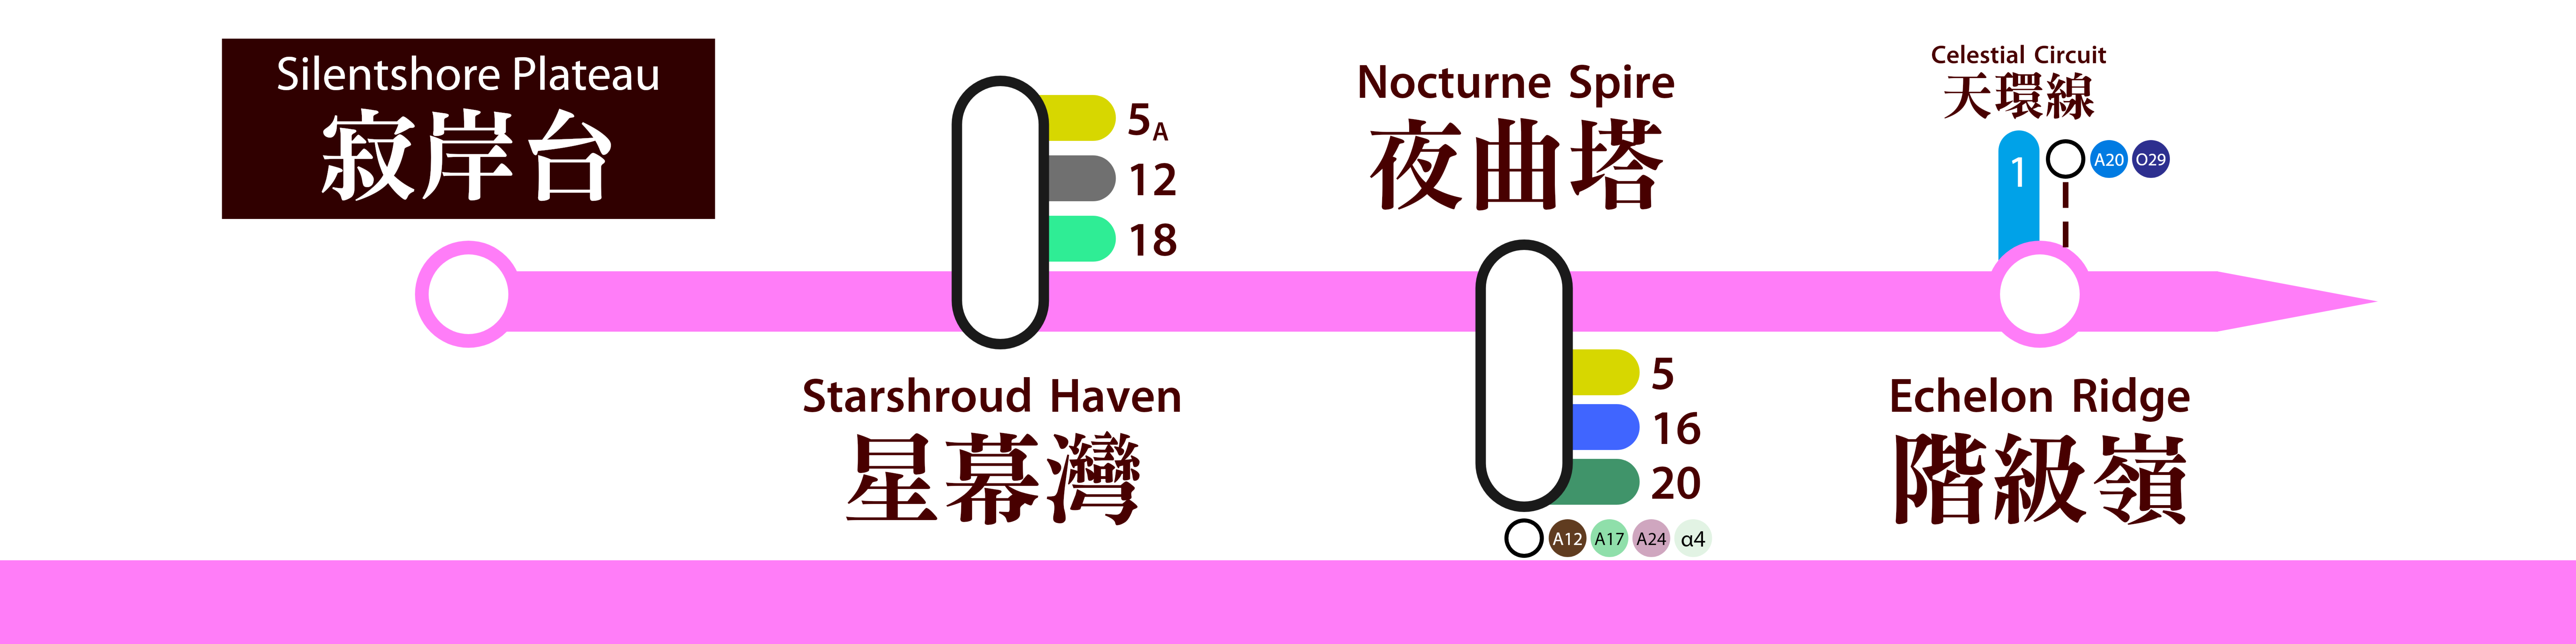 Silentshore Plateau
寂岸台
5A
12
18
Starshroud Haven
星幕灣
Nocturne Spire
夜曲塔
5
16
20
A12 A17 A24 α4
Celestial Circuit
天環線
1 A20 O29
Echelon Ridge
階級嶺